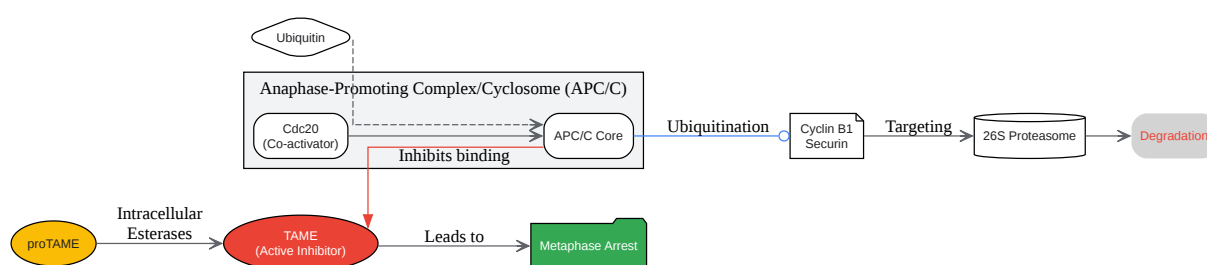 Ubiquitin
Anaphase-Promoting Complex/Cyclosome (APC/C)
Cdc20
(Co-activator)
APC/C Core
Ubiquitination
Cyclin B1
Securin
Targeting
26S Proteasome
Degradation
Inhibits binding
proTAME
Intracellular
Esterases
TAME
(Active Inhibitor)
Leads to
Metaphase Arrest